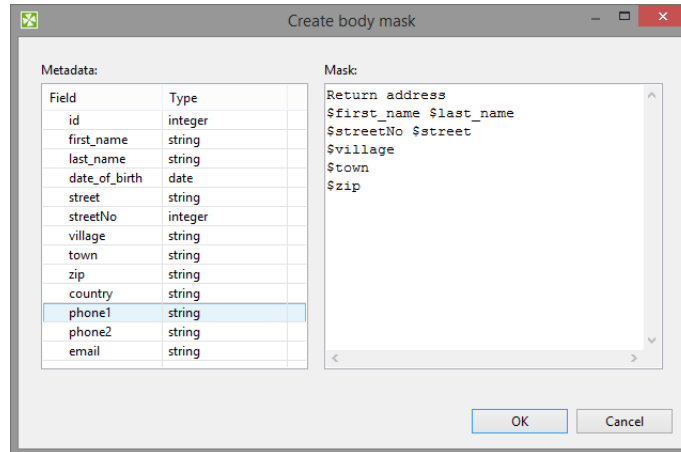 Create body mask
Metadata:
Field Type
id integer
first_name string
last_name string
date_of_birth date
street string
streetNo integer
village string
town string
zip string
country string
phone1 string
phone2 string
email string
Mask:
Return address
$first_name $last_name
$streetNo $street
$village
$town
$zip
OK Cancel